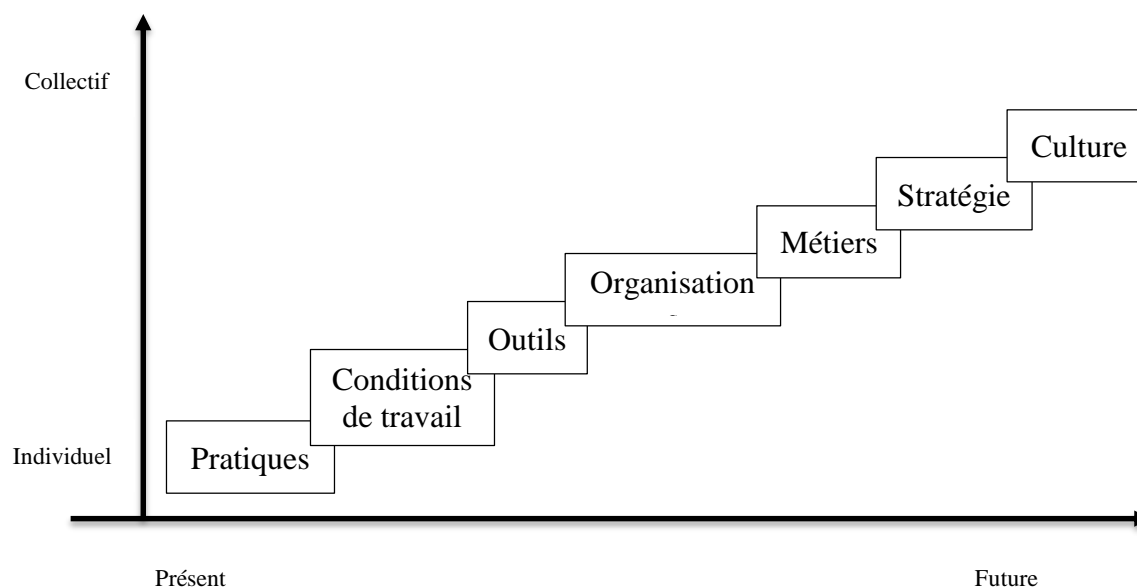 Collectif
Culture
Stratégie
Métiers
Organisation
Outils
Conditions
de travail
Individuel
Pratiques
Présent
Future